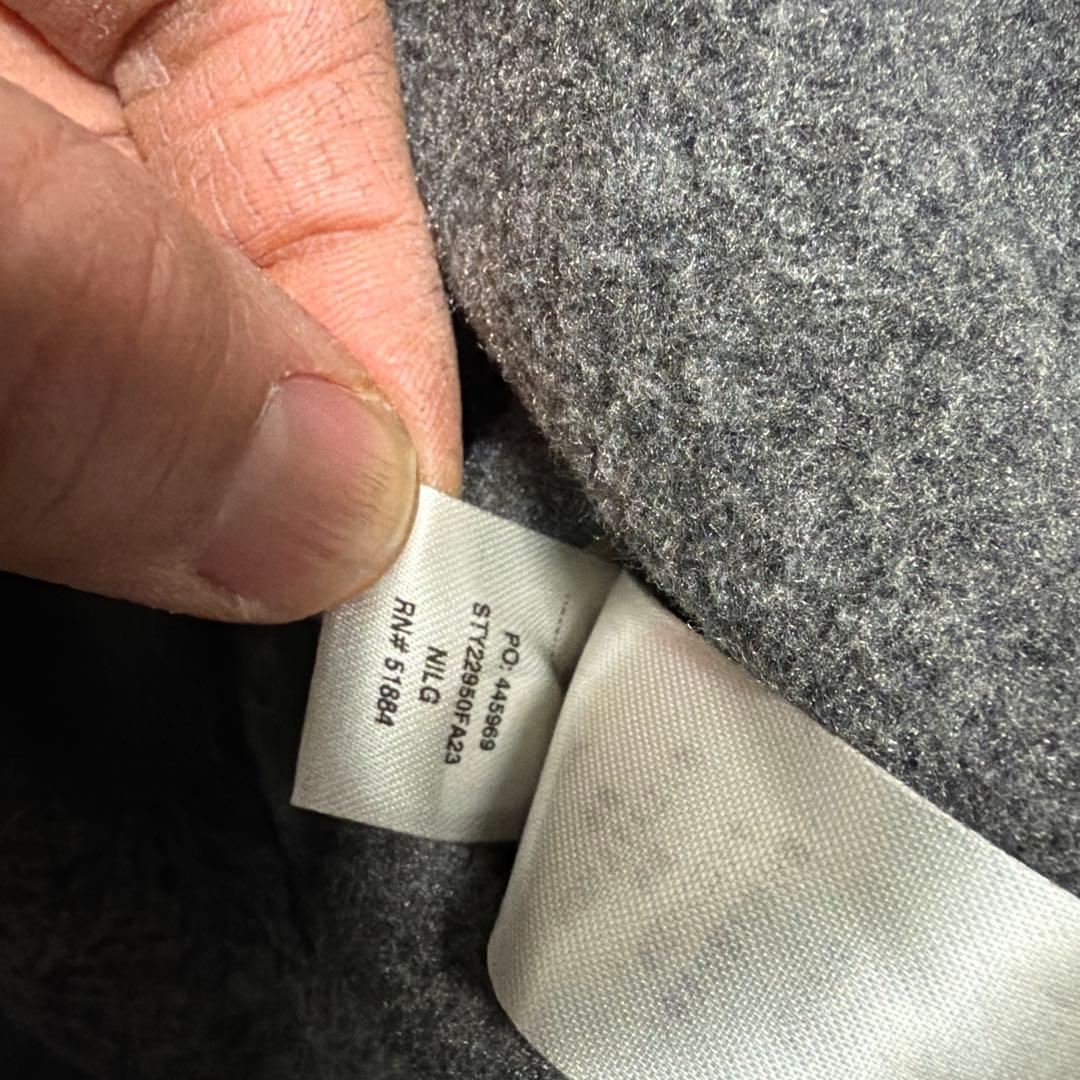 PO: 445969
STY22950FA23
NILG
RN# 51884